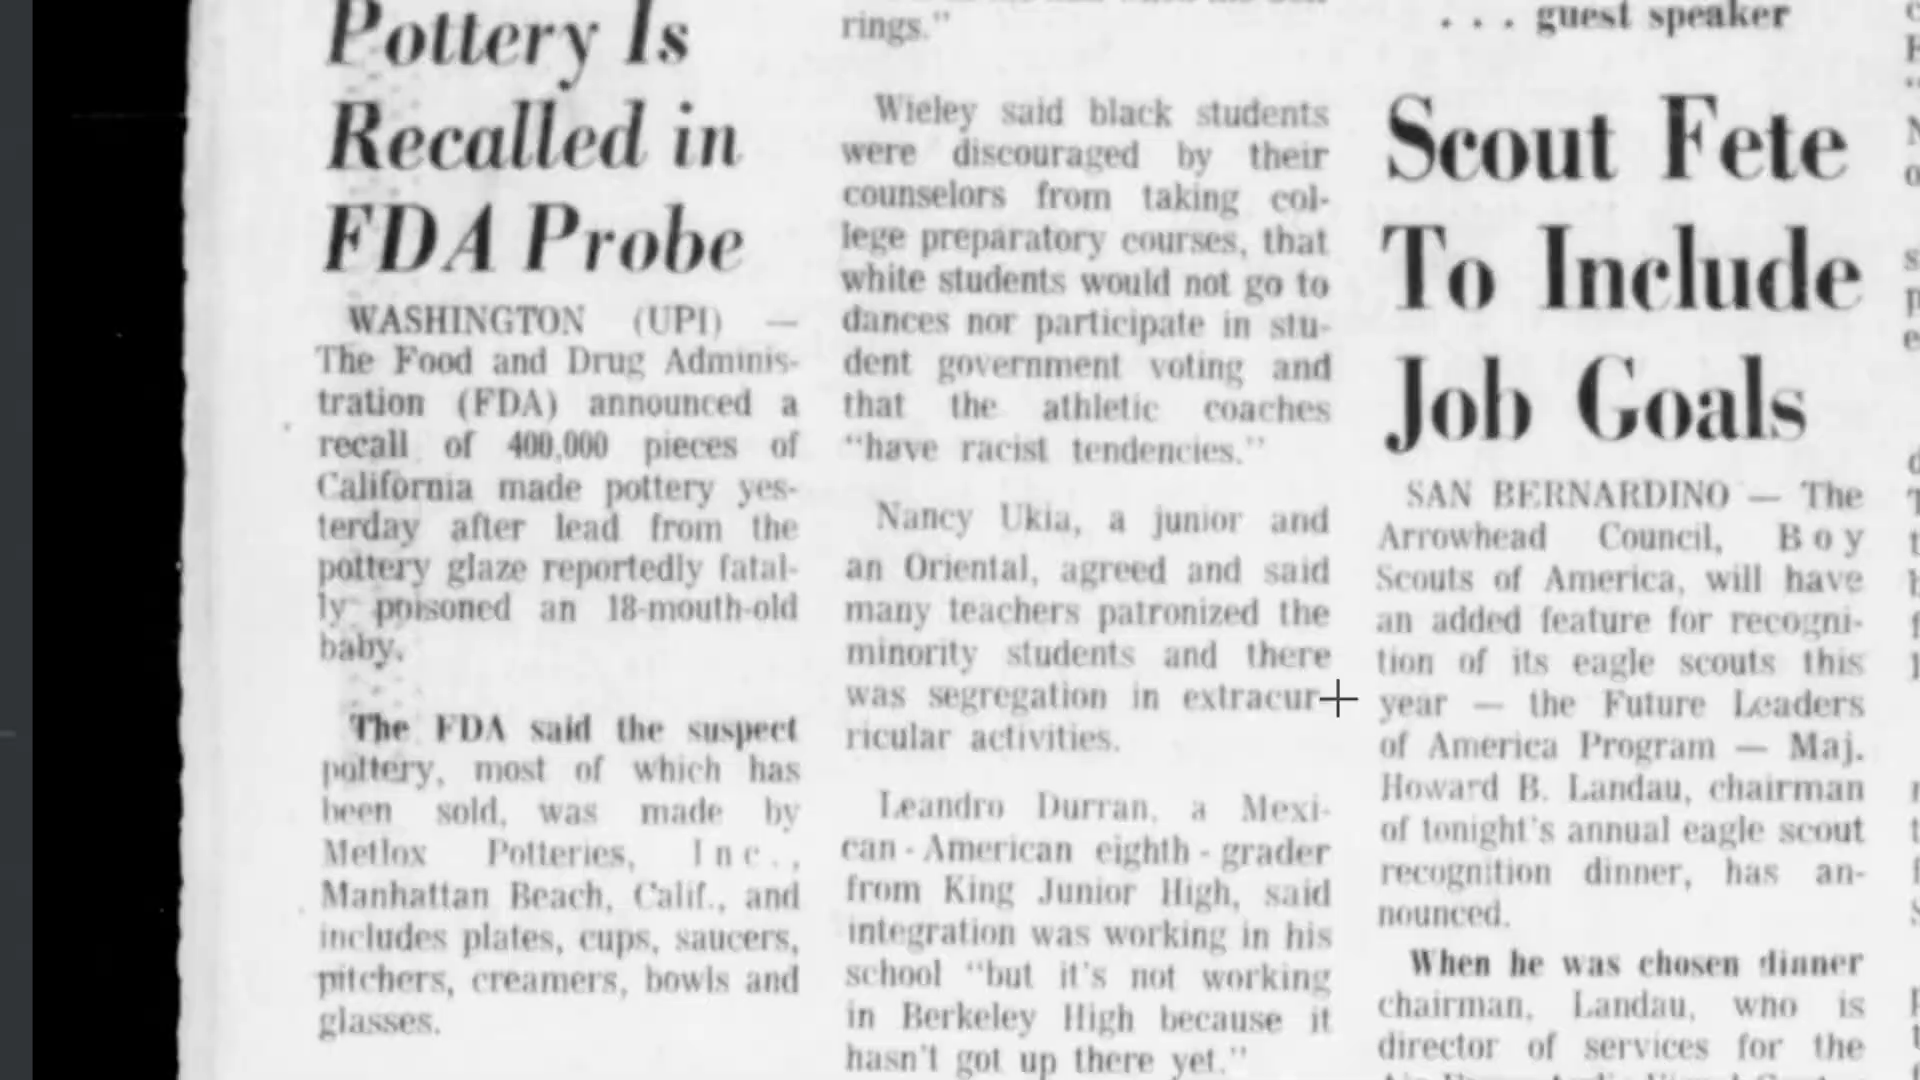 Pottery Is
Recalled in
FDA Probe
WASHINGTON (UPI) —
The Food and Drug Adminis-
tration (FDA) announced a
recall of 400,000 pieces of
California made pottery yes-
terday after lead from the
pottery glaze reportedly fatal-
ly poisoned an 18-mouth-old
baby.
The FDA said the suspect
pottery, most of which has
been sold, was made by
Metlox Potteries, Inc.,
Manhattan Beach, Calif., and
includes plates, cups, saucers,
pitchers, creamers, bowls and
glasses.
rings."
Wieley said black students
were discouraged by their
counselors from taking col-
lege preparatory courses, that
white students would not go to
dances nor participate in stu-
dent government voting and
that the athletic coaches
"have racist tendencies."
Nancy Ukia, a junior and
an Oriental, agreed and said
many teachers patronized the
minority students and there
was segregation in extracur-
ricular activities.
Leandro Durran, a Mexi-
can - American eighth - grader
from King Junior High, said
integration was working in his
school "but it's not working
in Berkeley High because it
hasn't got up there yet."
. . . guest speaker
Scout Fete
To Include
Job Goals
SAN BERNARDINO — The
Arrowhead Council, Boy
Scouts of America, will have
an added feature for recogni-
tion of its eagle scouts this
year — the Future Leaders
of America Program — Maj.
Howard B. Landau, chairman
of tonight's annual eagle scout
recognition dinner, has an-
nounced.
When he was chosen dinner
chairman, Landau, who is
director of services for the